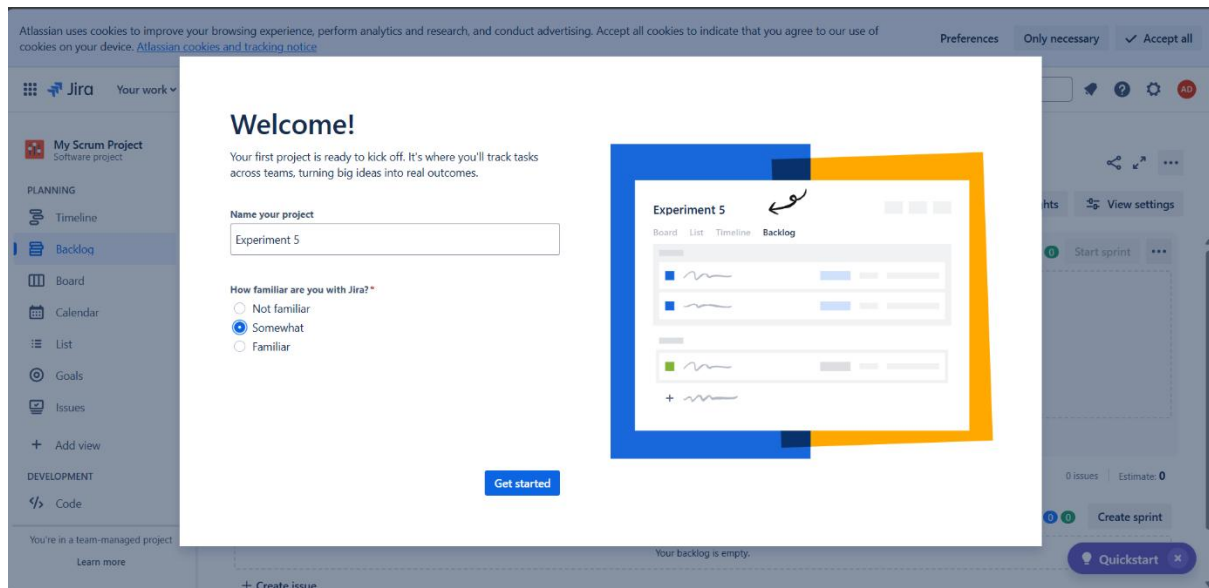 Atlassian uses cookies to improve your browsing experience, perform analytics and research, and conduct advertising. Accept all cookies to indicate that you agree to our use of
cookies on your device. Atlassian cookies and tracking notice
Preferences
Only necessary
Accept all
Jira
Your work
AD
My Scrum Project
Software project
PLANNING
Timeline
Backlog
Board
Calendar
List
Goals
Issues
Add view
DEVELOPMENT
Code
You're in a team-managed project
Learn more
Welcome!
Your first project is ready to kick off. It's where you'll track tasks
across teams, turning big ideas into real outcomes.
Name your project
Experiment 5
How familiar are you with Jira? *
Not familiar
Somewhat
Familiar
Get started
Experiment 5
Board List Timeline Backlog
View settings
0 Start sprint
0 issues Estimate: 0
0 0 Create sprint
Your backlog is empty.
Quickstart
+ Create issue